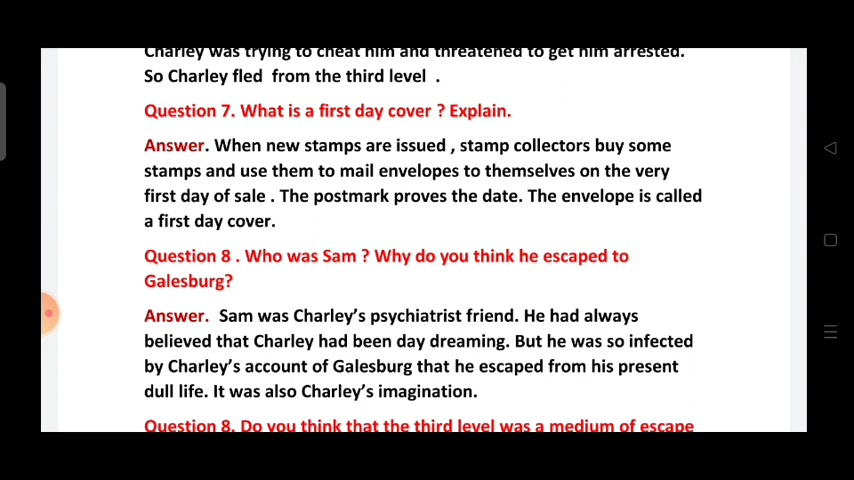 Charley was trying to cheat him and threatened to get him arrested.
So Charley fled from the third level .
Question 7. What is a first day cover ? Explain.
Answer. When new stamps are issued , stamp collectors buy some
stamps and use them to mail envelopes to themselves on the very
first day of sale . The postmark proves the date. The envelope is called
a first day cover.
Question 8 . Who was Sam ? Why do you think he escaped to
Galesburg?
Answer. Sam was Charley’s psychiatrist friend. He had always
believed that Charley had been day dreaming. But he was so infected
by Charley’s account of Galesburg that he escaped from his present
dull life. It was also Charley’s imagination.
Question 8. Do you think that the third level was a medium of escape